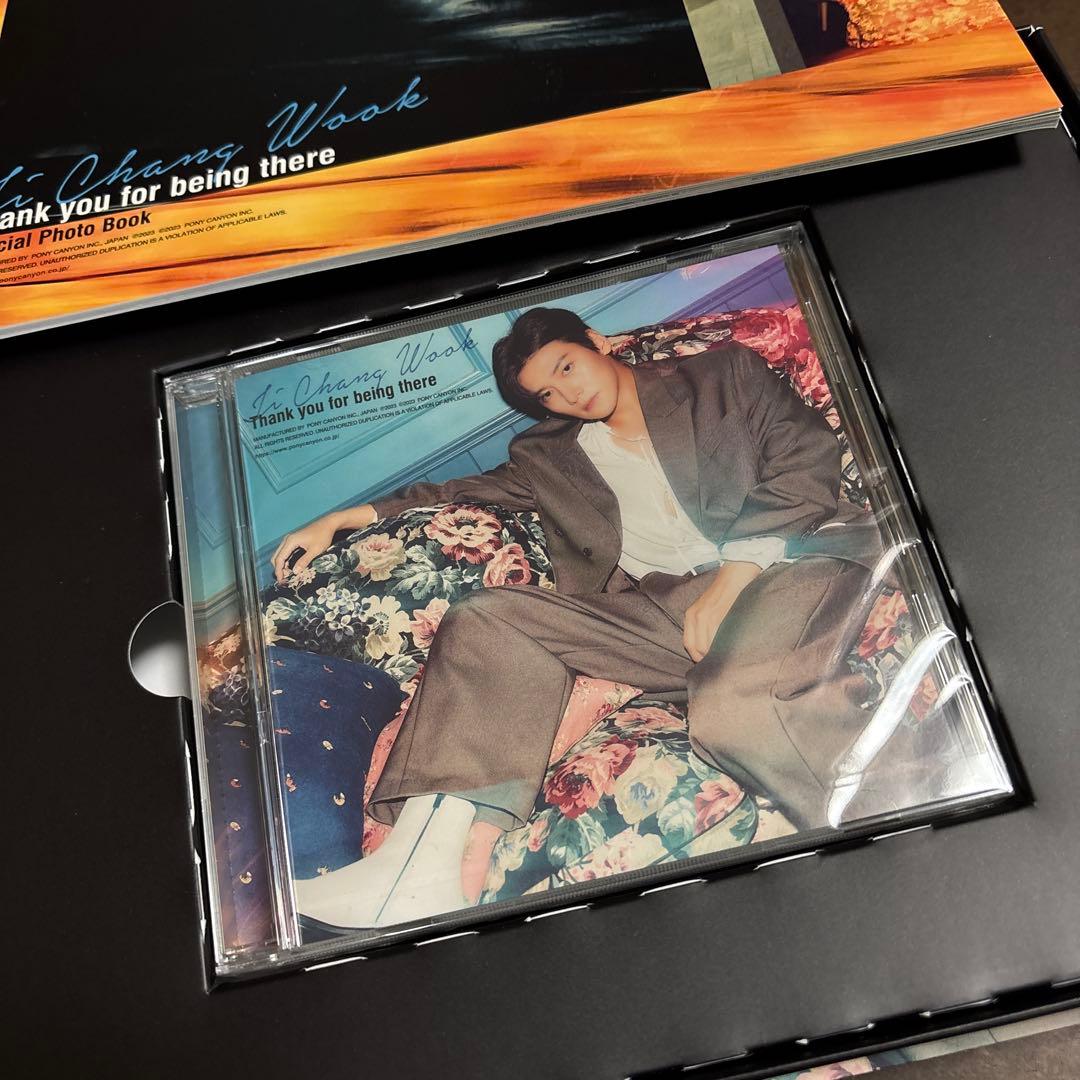 Ji Chang Wook
ank you for being there
cial Photo Book
URED BY PONY CANYON INC., JAPAN ℗2023 ©2023 PONY CANYON INC.
RESERVED. UNAUTHORIZED DUPLICATION IS A VIOLATION OF APPLICABLE LAWS.
ponycanyon.co.jp/
Ji Chang Wook
Thank you for being there
MANUFACTURED BY PONY CANYON INC., JAPAN ℗2023 ©2023 PONY CANYON INC.
ALL RIGHTS RESERVED. UNAUTHORIZED DUPLICATION IS A VIOLATION OF APPLICABLE LAWS.
https://www.ponycanyon.co.jp/